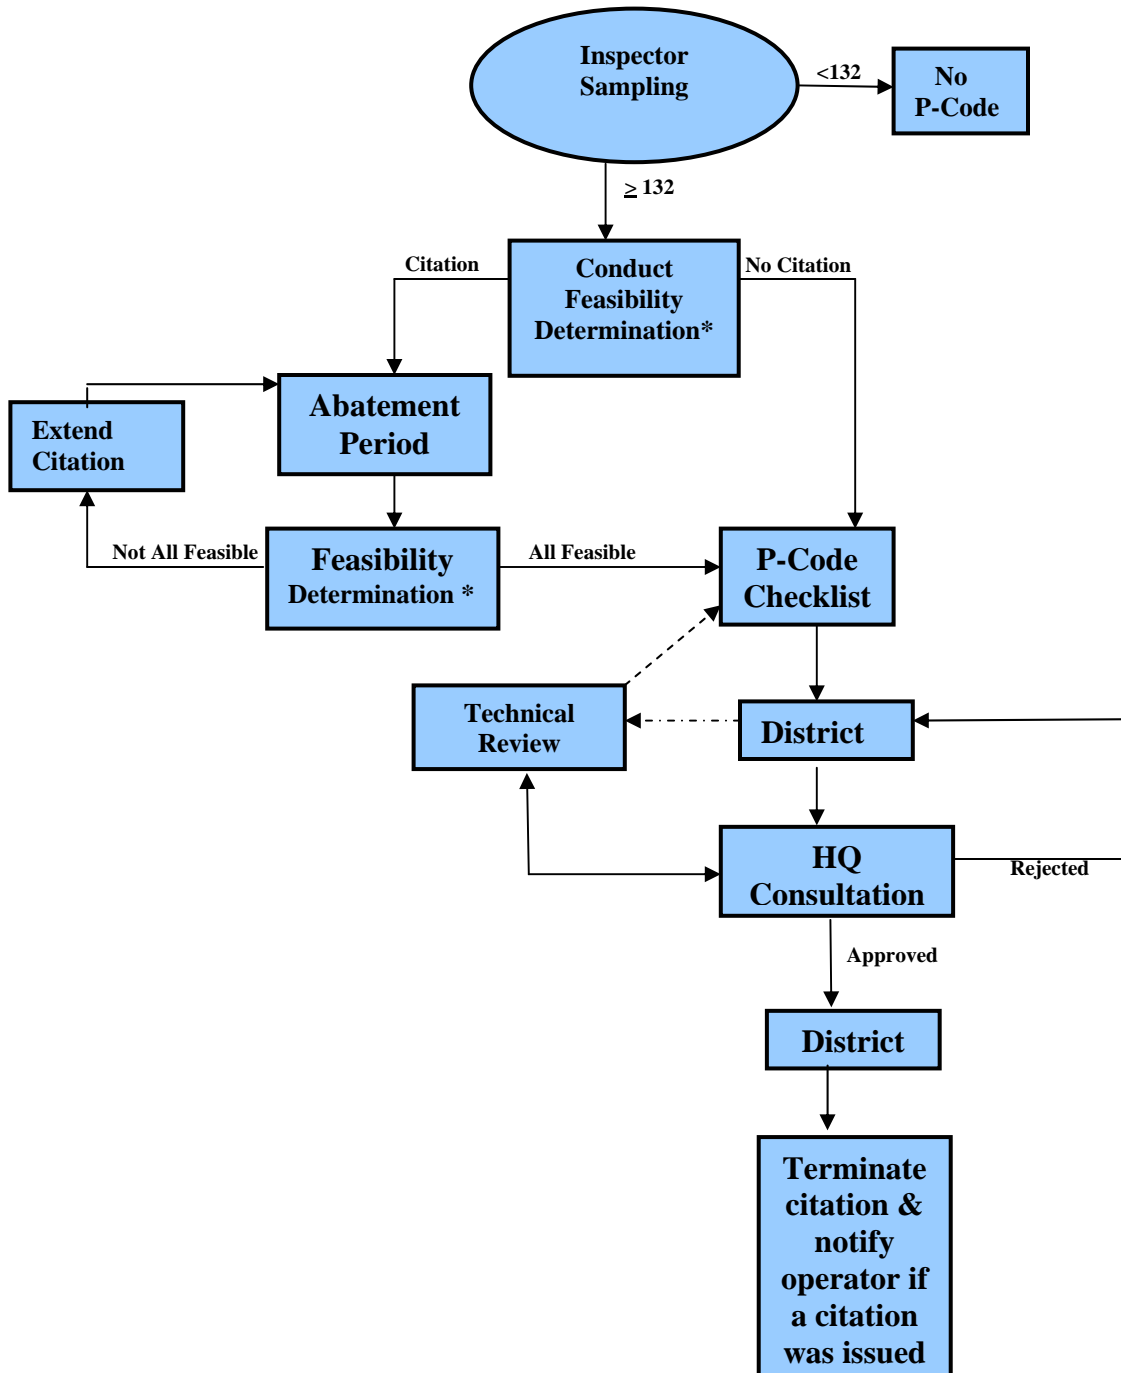 Inspector
Sampling
<132
No
P-Code
≥ 132
Citation
Conduct
Feasibility
Determination*
No Citation
Abatement
Period
Extend
Citation
Not All Feasible
Feasibility
Determination *
All Feasible
P-Code
Checklist
Technical
Review
District
HQ
Consultation
Rejected
Approved
District
Terminate
citation &
notify
operator if
a citation
was issued